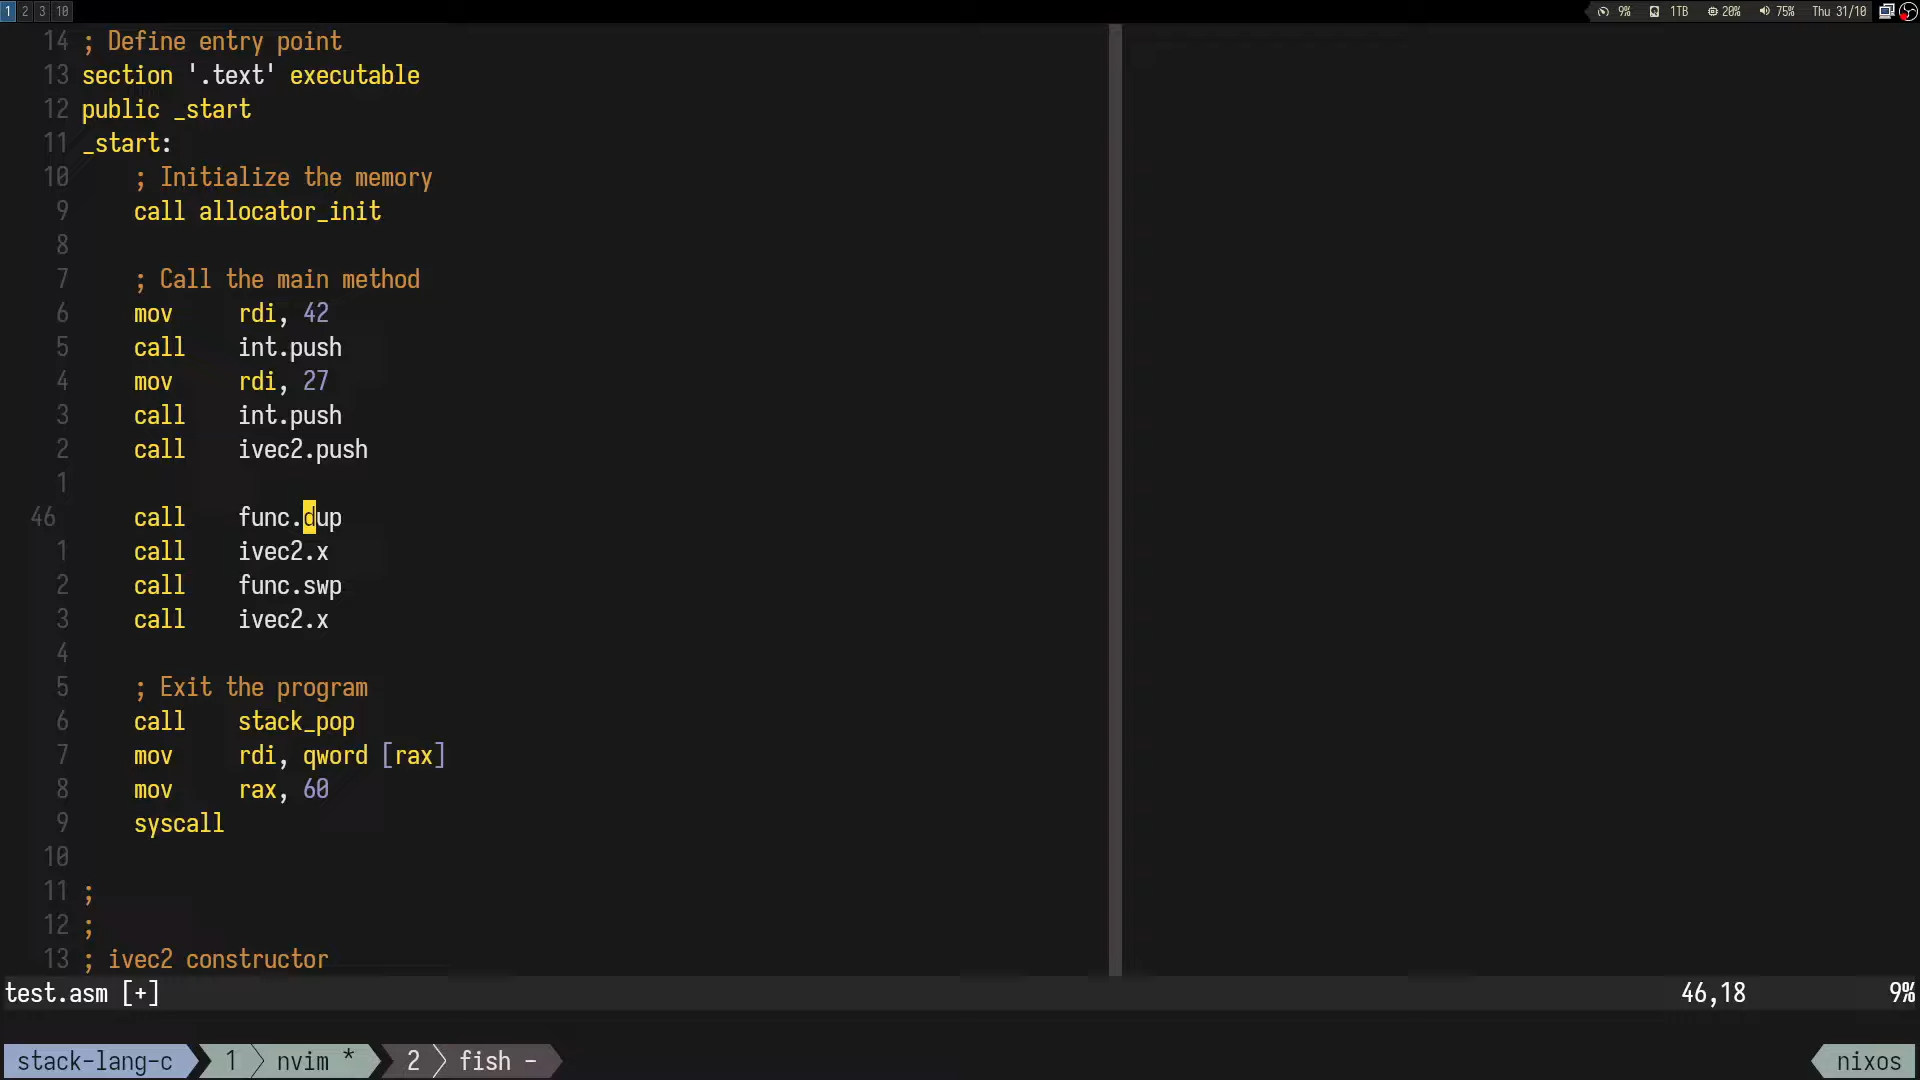 1 2 3 10 9% 1TB 20% 75% Thu 31/10
14 ; Define entry point
13 section '.text' executable
12 public _start
11 _start:
10 ; Initialize the memory
9 call allocator_init
8
7 ; Call the main method
6 mov rdi, 42
5 call int.push
4 mov rdi, 27
3 call int.push
2 call ivec2.push
1
46 call func.dup
1 call ivec2.x
2 call func.swp
3 call ivec2.x
4
5 ; Exit the program
6 call stack_pop
7 mov rdi, qword [rax]
8 mov rax, 60
9 syscall
10
11 ;
12 ;
13 ; ivec2 constructor
test.asm [+] 46,18 9%
stack-lang-c 1 nvim * 2 fish - nixos